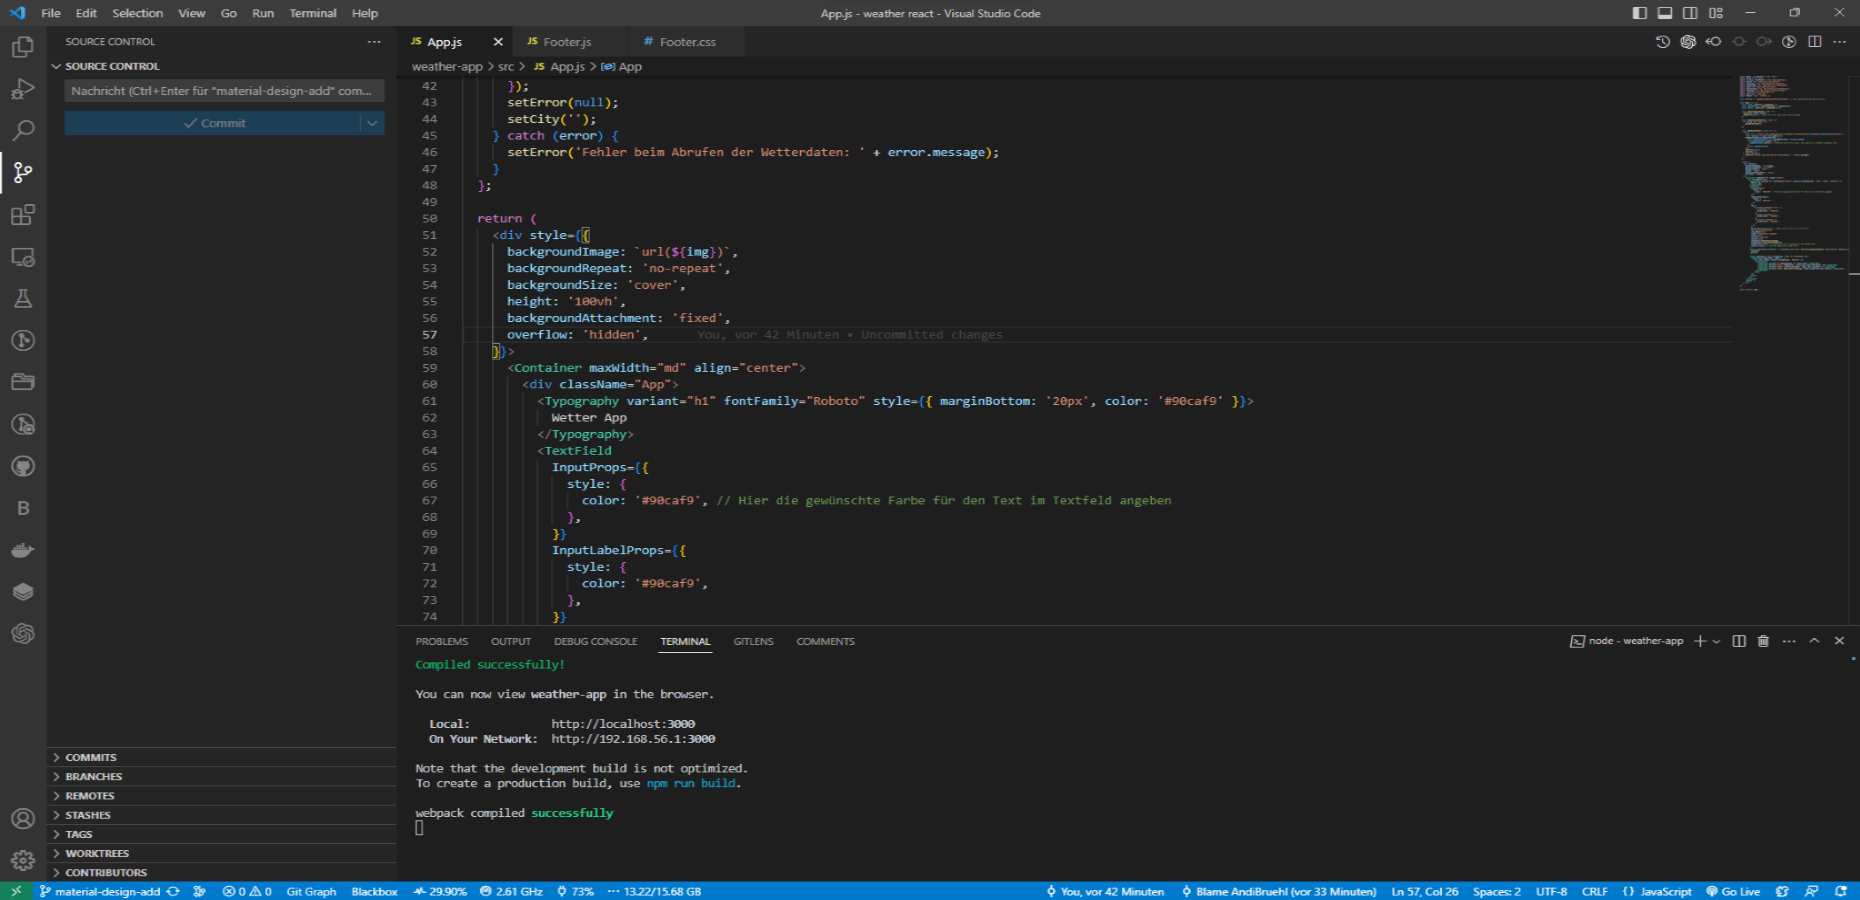 File Edit Selection View Go Run Terminal Help
App.js - weather react - Visual Studio Code
SOURCE CONTROL
SOURCE CONTROL
Nachricht (Ctrl+Enter für "material-design-add" com...
Commit
COMMITS
BRANCHES
REMOTES
STASHES
TAGS
WORKTREES
CONTRIBUTORS
JS App.js
JS Footer.js
# Footer.css
weather-app > src > JS App.js > App
42 });
43 setError(null);
44 setCity('');
45 } catch (error) {
46 setError('Fehler beim Abrufen der Wetterdaten: ' + error.message);
47 }
48 };
49
50 return (
51 <div style={{
52 backgroundImage: `url(${img})`,
53 backgroundRepeat: 'no-repeat',
54 backgroundSize: 'cover',
55 height: '100vh',
56 backgroundAttachment: 'fixed',
57 overflow: 'hidden', You, vor 42 Minuten • Uncommitted changes
58 }}>
59 <Container maxWidth="md" align="center">
60 <div className="App">
61 <Typography variant="h1" fontFamily="Roboto" style={{ marginBottom: '20px', color: '#90caf9' }}>
62 Wetter App
63 </Typography>
64 <TextField
65 InputProps={{
66 style: {
67 color: '#90caf9', // Hier die gewünschte Farbe für den Text im Textfeld angeben
68 },
69 }}
70 InputLabelProps={{
71 style: {
72 color: '#90caf9',
73 },
74 }}
PROBLEMS OUTPUT DEBUG CONSOLE TERMINAL GITLENS COMMENTS
node - weather-app
Compiled successfully!
You can now view weather-app in the browser.
Local: http://localhost:3000
On Your Network: http://192.168.56.1:3000
Note that the development build is not optimized.
To create a production build, use npm run build.
webpack compiled successfully
material-design-add 0 0 Git Graph Blackbox 29.90% 2.61 GHz 73% 13.22/15.68 GB
You, vor 42 Minuten Blame AndiBruehl (vor 33 Minuten) Ln 57, Col 26 Spaces: 2 UTF-8 CRLF {} JavaScript Go Live